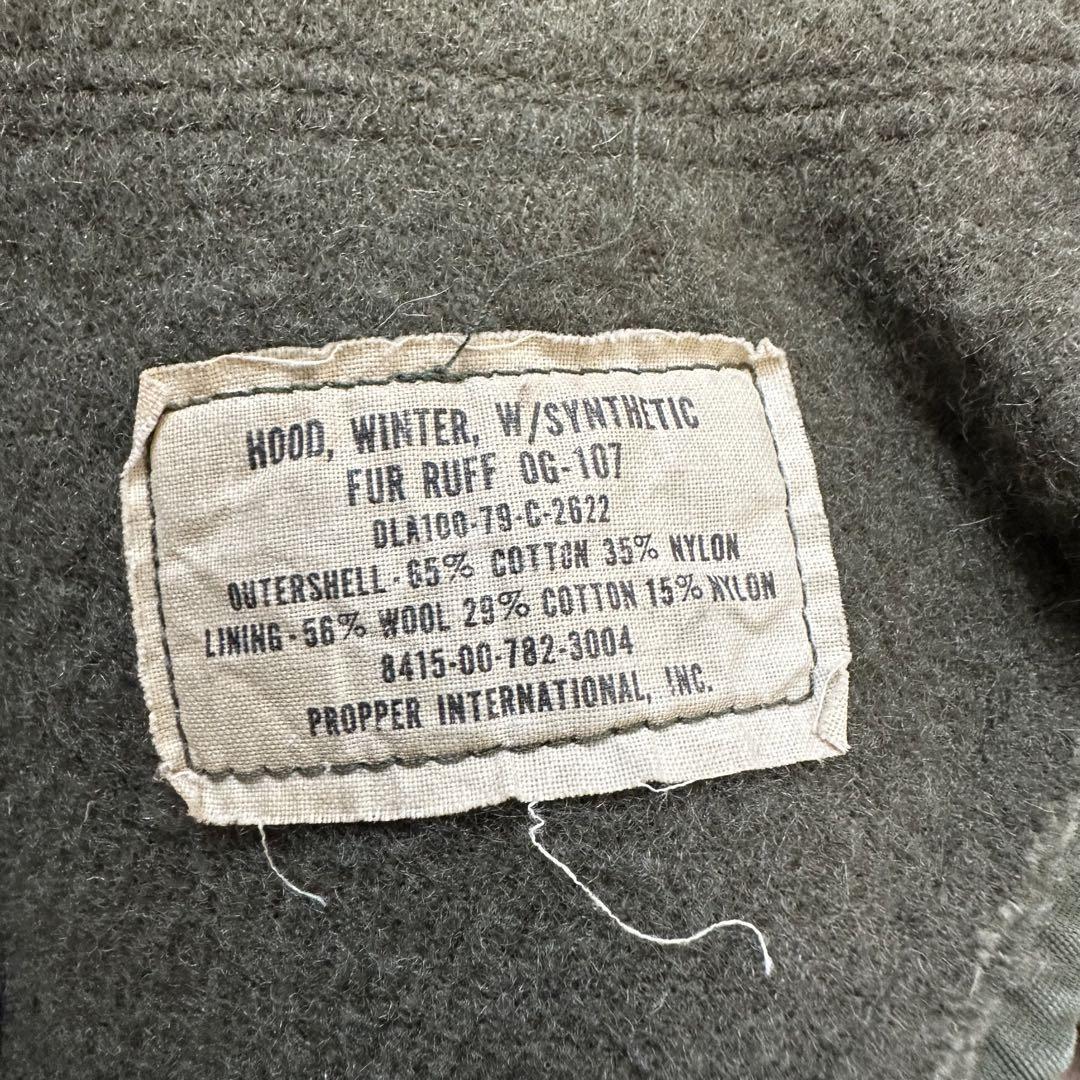 HOOD, WINTER, W/SYNTHETIC
FUR RUFF OG-107
DLA100-79-C-2622
OUTERSHELL-65% COTTON 35% NYLON
LINING-56% WOOL 29% COTTON 15% NYLON
8415-00-782-3004
PROPPER INTERNATIONAL, INC.